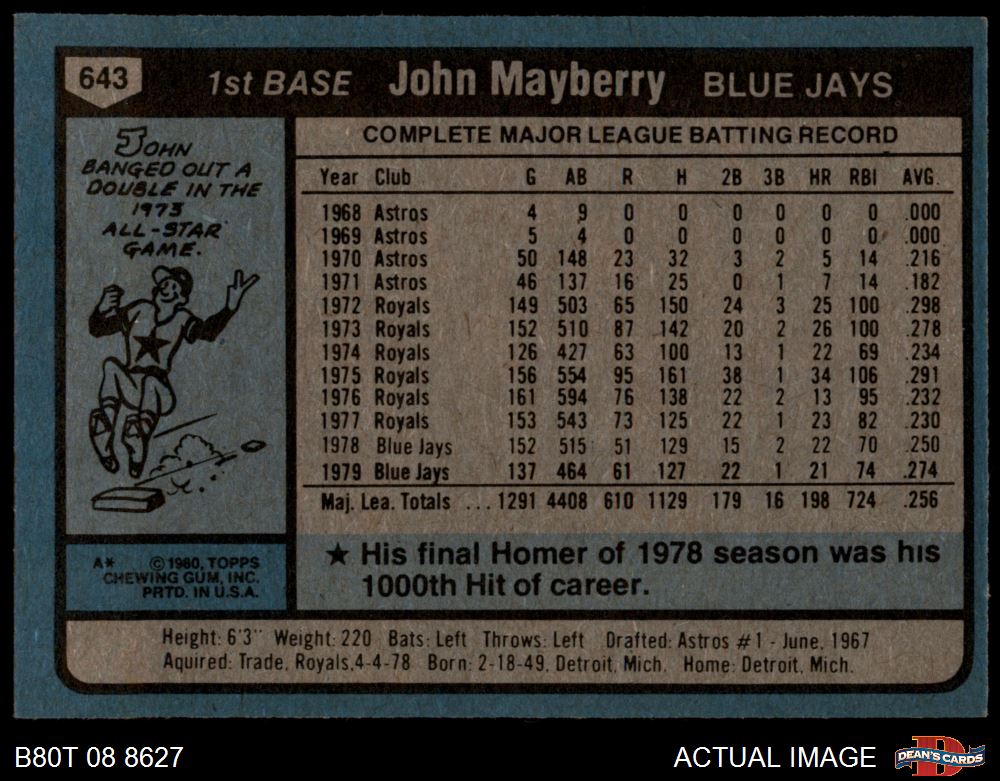 643 1st BASE John Mayberry BLUE JAYS
JOHN
BANGED OUT A
DOUBLE IN THE
1973
ALL-STAR
GAME.
COMPLETE MAJOR LEAGUE BATTING RECORD
Year Club G AB R H 2B 3B HR RBI AVG.
1968 Astros 4 9 0 0 0 0 0 0 .000
1969 Astros 5 4 0 0 0 0 0 0 .000
1970 Astros 50 148 23 32 3 2 5 14 .216
1971 Astros 46 137 16 25 0 1 7 14 .182
1972 Royals 149 503 65 150 24 3 25 100 .298
1973 Royals 152 510 87 142 20 2 26 100 .278
1974 Royals 126 427 63 100 13 1 22 69 .234
1975 Royals 156 554 95 161 38 1 34 106 .291
1976 Royals 161 594 76 138 22 2 13 95 .232
1977 Royals 153 543 73 125 22 1 23 82 .230
1978 Blue Jays 152 515 51 129 15 2 22 70 .250
1979 Blue Jays 137 464 61 127 22 1 21 74 .274
Maj. Lea. Totals ... 1291 4408 610 1129 179 16 198 724 .256
★ His final Homer of 1978 season was his
1000th Hit of career.
A* © 1980, TOPPS
CHEWING GUM, INC.
PRTD. IN U.S.A.
Height: 6'3" Weight: 220 Bats: Left Throws: Left Drafted: Astros #1 - June, 1967
Aquired: Trade, Royals,4-4-78 Born: 2-18-49, Detroit, Mich. Home: Detroit, Mich.
B80T 08 8627
ACTUAL IMAGE
D
DEAN'S CARDS